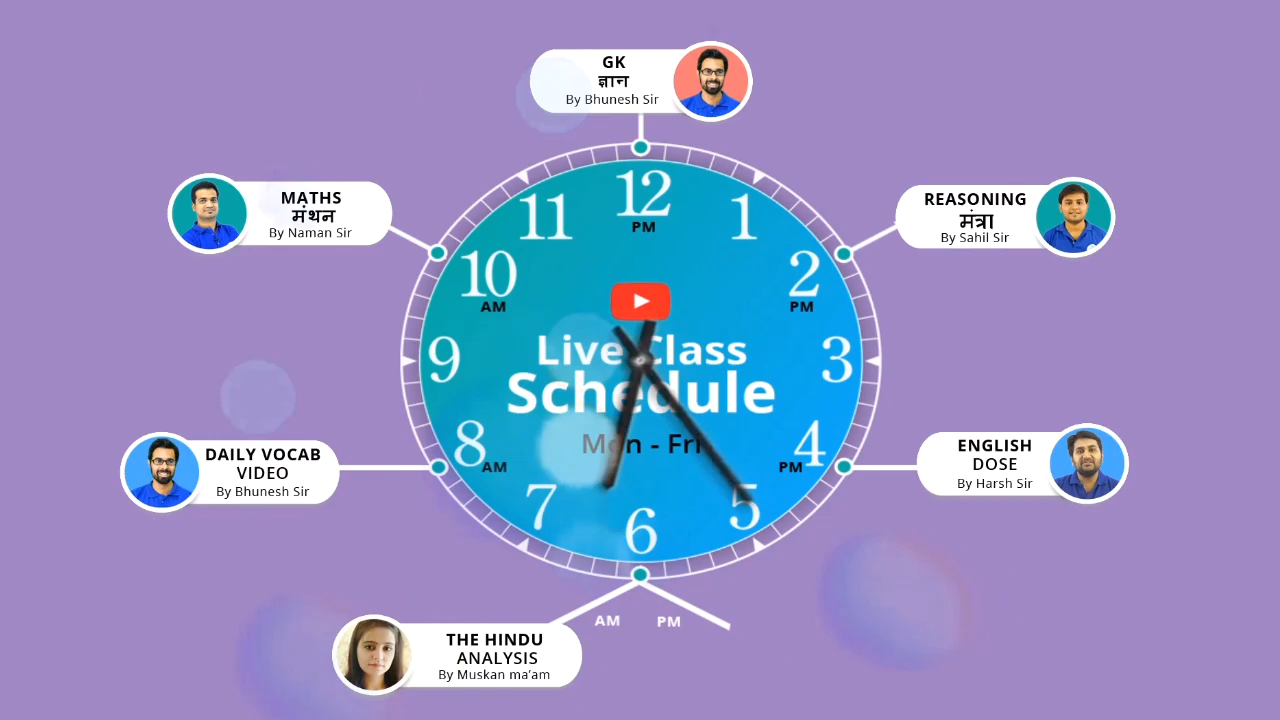 GK
ज्ञान
By Bhunesh Sir
MATHS
मंथन
By Naman Sir
REASONING
मंत्रा
By Sahil Sir
12
PM
11
1
10
AM
2
PM
9
Live Class
3
Schedule
Mon - Fri
8
AM
4
PM
7
5
6
DAILY VOCAB
VIDEO
By Bhunesh Sir
ENGLISH
DOSE
By Harsh Sir
AM
PM
THE HINDU
ANALYSIS
By Muskan ma'am